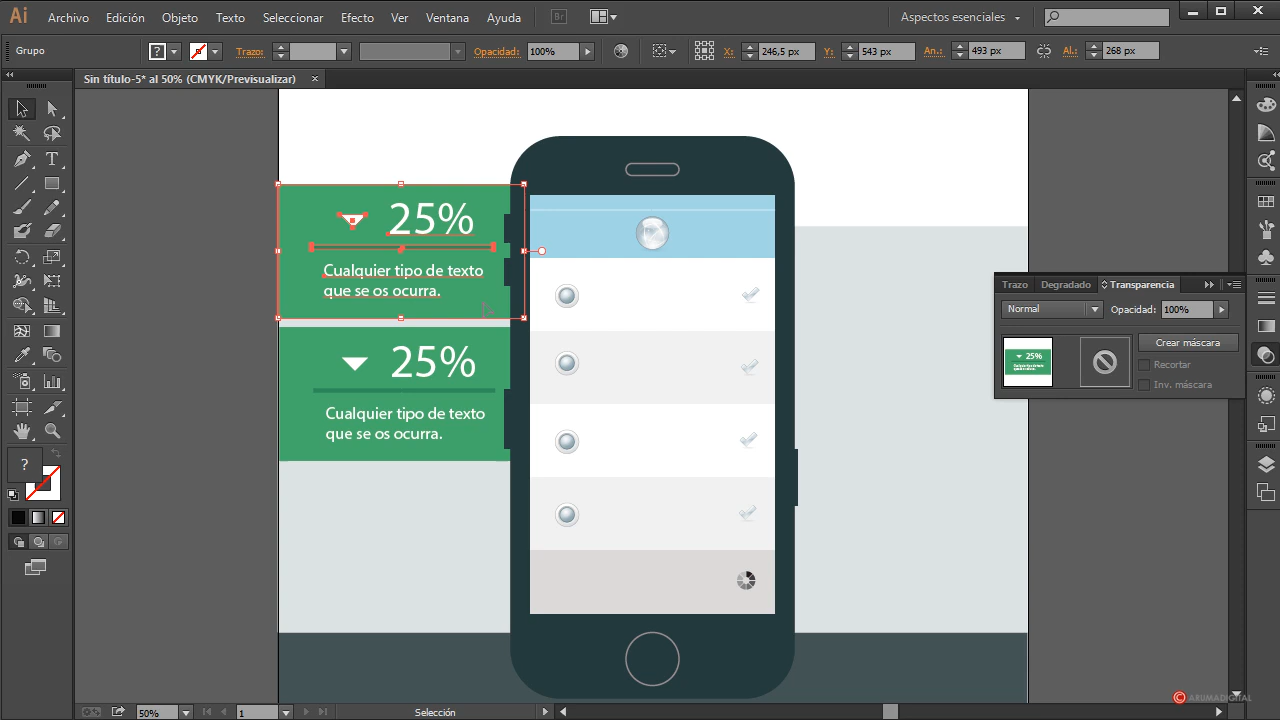 Ai Archivo Edición Objeto Texto Seleccionar Efecto Ver Ventana Ayuda Br Aspectos esenciales
Grupo ? Trazo: Opacidad: 100% X: 246,5 px Y: 543 px An.: 493 px Al.: 268 px
Sin título-5* al 50% (CMYK/Previsualizar) ×
25%
Cualquier tipo de texto
que se os ocurra.
25%
Cualquier tipo de texto
que se os ocurra.
Trazo Degradado Transparencia
Normal Opacidad: 100%
Crear máscara
Recortar
Inv. máscara
25%
T
?
© ARUMADIGITAL
50% 1 Selección